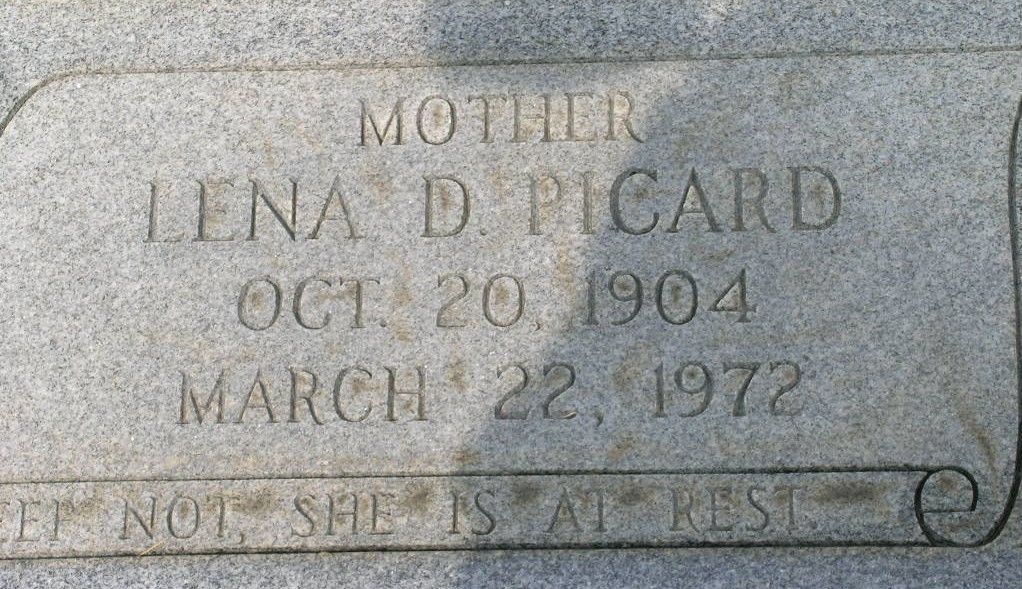 MOTHER
LENA D. PICARD
OCT. 20, 1904
MARCH 22, 1972
NOT, SHE IS AT REST.